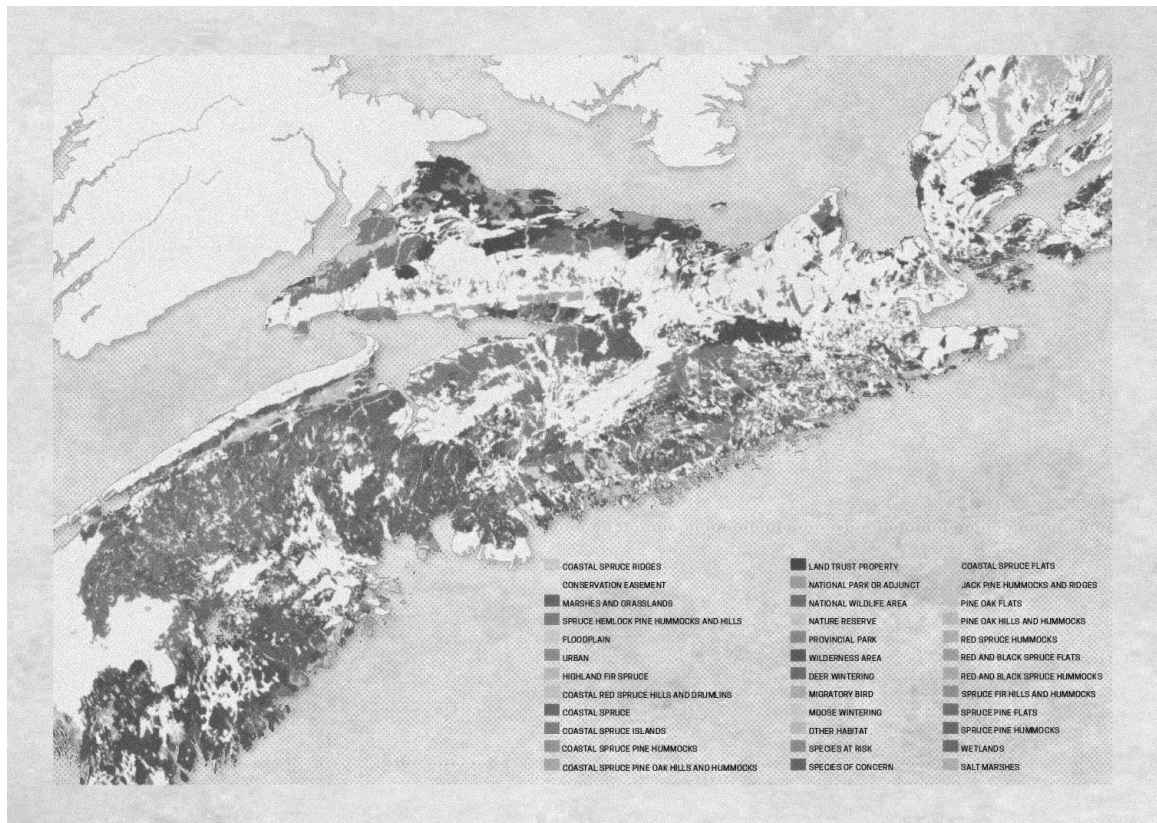 COASTAL SPRUCE RIDGES
CONSERVATION EASEMENT
MARSHES AND GRASSLANDS
SPRUCE HEMLOCK PINE HUMMOCKS AND HILLS
FLOODPLAIN
URBAN
HIGHLAND FIR SPRUCE
COASTAL RED SPRUCE HILLS AND DRUMLINS
COASTAL SPRUCE
COASTAL SPRUCE ISLANDS
COASTAL SPRUCE PINE HUMMOCKS
COASTAL SPRUCE PINE OAK HILLS AND HUMMOCKS
LAND TRUST PROPERTY
NATIONAL PARK OR ADJUNCT
NATIONAL WILDLIFE AREA
NATURE RESERVE
PROVINCIAL PARK
WILDERNESS AREA
DEER WINTERING
MIGRATORY BIRD
MOOSE WINTERING
OTHER HABITAT
SPECIES AT RISK
SPECIES OF CONCERN
COASTAL SPRUCE FLATS
JACK PINE HUMMOCKS AND RIDGES
PINE OAK FLATS
PINE OAK HILLS AND HUMMOCKS
RED SPRUCE HUMMOCKS
RED AND BLACK SPRUCE FLATS
RED AND BLACK SPRUCE HUMMOCKS
SPRUCE FIR HILLS AND HUMMOCKS
SPRUCE PINE FLATS
SPRUCE PINE HUMMOCKS
WETLANDS
SALT MARSHES